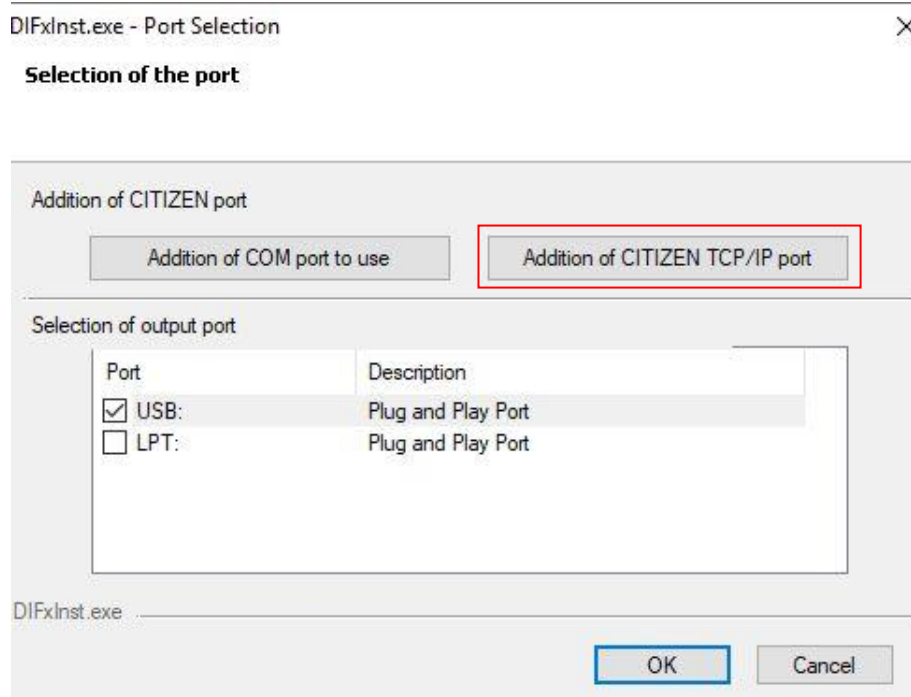 DIFxInst.exe - Port Selection
Selection of the port
Addition of CITIZEN port
Addition of COM port to use Addition of CITIZEN TCP/IP port
Selection of output port
Port Description
USB: Plug and Play Port
LPT: Plug and Play Port
DIFxInst.exe
OK Cancel